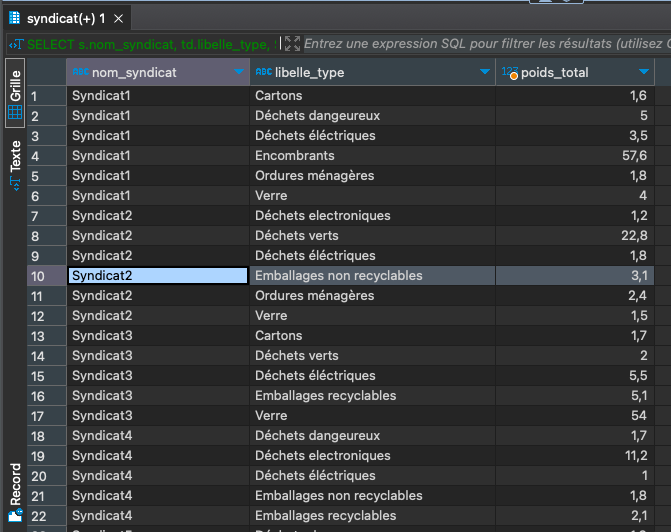 syndicat(+) 1
SELECT s.nom_syndicat, td.libelle_type, Entrez une expression SQL pour filtrer les résultats (utilisez
Grille
Texte
Record
nom_syndicat libelle_type poids_total
1 Syndicat1 Cartons 1,6
2 Syndicat1 Déchets dangeureux 5
3 Syndicat1 Déchets éléctriques 3,5
4 Syndicat1 Encombrants 57,6
5 Syndicat1 Ordures ménagères 1,8
6 Syndicat1 Verre 4
7 Syndicat2 Déchets electroniques 1,2
8 Syndicat2 Déchets verts 22,8
9 Syndicat2 Déchets éléctriques 1,8
10 Syndicat2 Emballages non recyclables 3,1
11 Syndicat2 Ordures ménagères 2,4
12 Syndicat2 Verre 1,5
13 Syndicat3 Cartons 1,7
14 Syndicat3 Déchets verts 2
15 Syndicat3 Déchets éléctriques 5,5
16 Syndicat3 Emballages recyclables 5,1
17 Syndicat3 Verre 54
18 Syndicat4 Déchets dangeureux 1,7
19 Syndicat4 Déchets electroniques 11,2
20 Syndicat4 Déchets éléctriques 1
21 Syndicat4 Emballages non recyclables 1,8
22 Syndicat4 Emballages recyclables 2,1